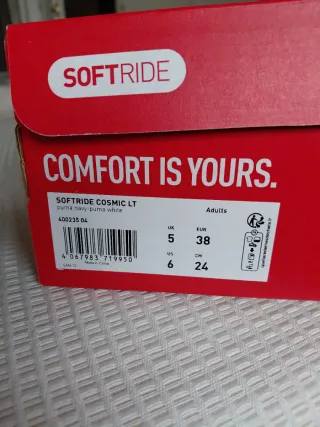 SOFTRIDE
COMFORT IS YOURS.
SOFTRIDE COSMIC LT
puma navy-puma white
Adults
400235 04
UK EUR
5 38
US CM
6 24
4 067983 719950
Made in China